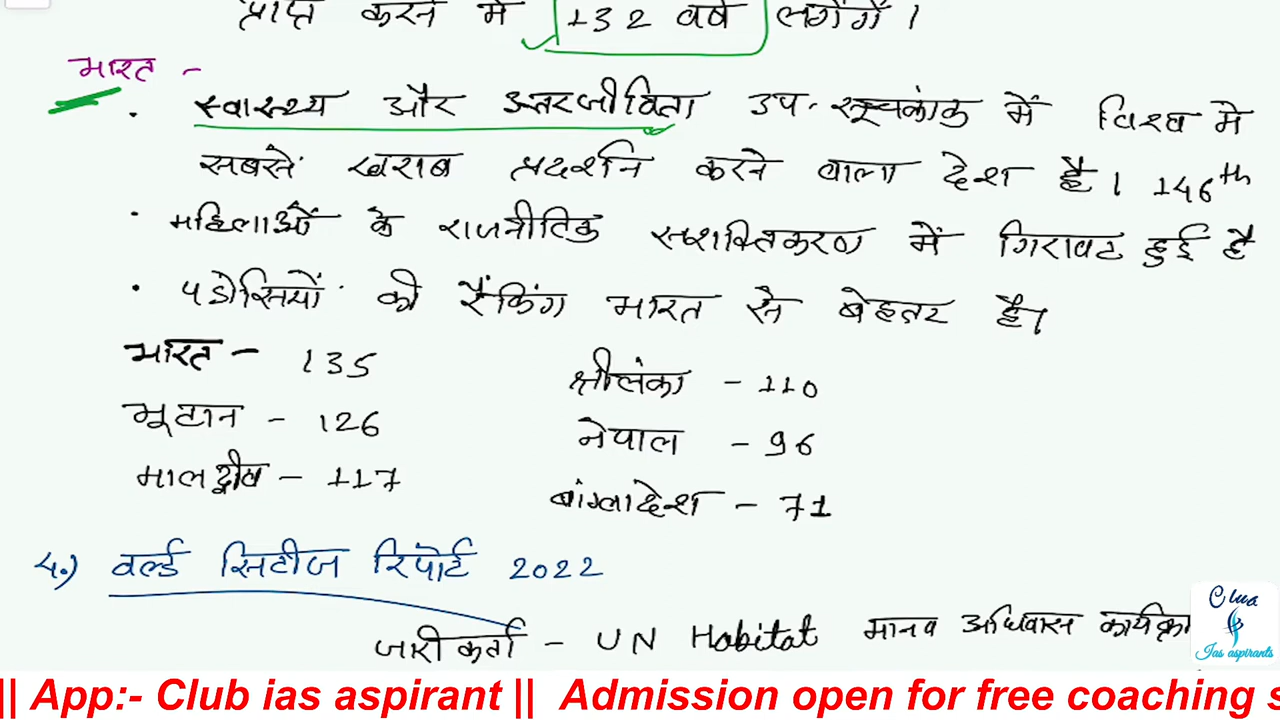 प्राप्त करने में 132 वर्ष लगेंगें।
भारत -
• स्वास्थ्य और उत्तरजीविता उप-सूचकांक में विश्व मे
सबसे खराब प्रदर्शन करने वाला देश है। 146th
• महिलाओं के राजनीतिक सशक्तिकरण में गिरावट हुई है
• पडोसियों की रैंकिंग भारत से बेहतर है।
भारत - 135
श्रीलंका - 110
भूटान - 126
नेपाल - 96
मालद्वीव - 117
बांग्लादेश - 71
4.) वर्ल्ड सिटीज रिपोर्ट 2022
जारीकर्ता - UN Habitat मानव अधिवास
Club
Ias aspirants
|| App:- Club ias aspirant || Admission open for free coaching s